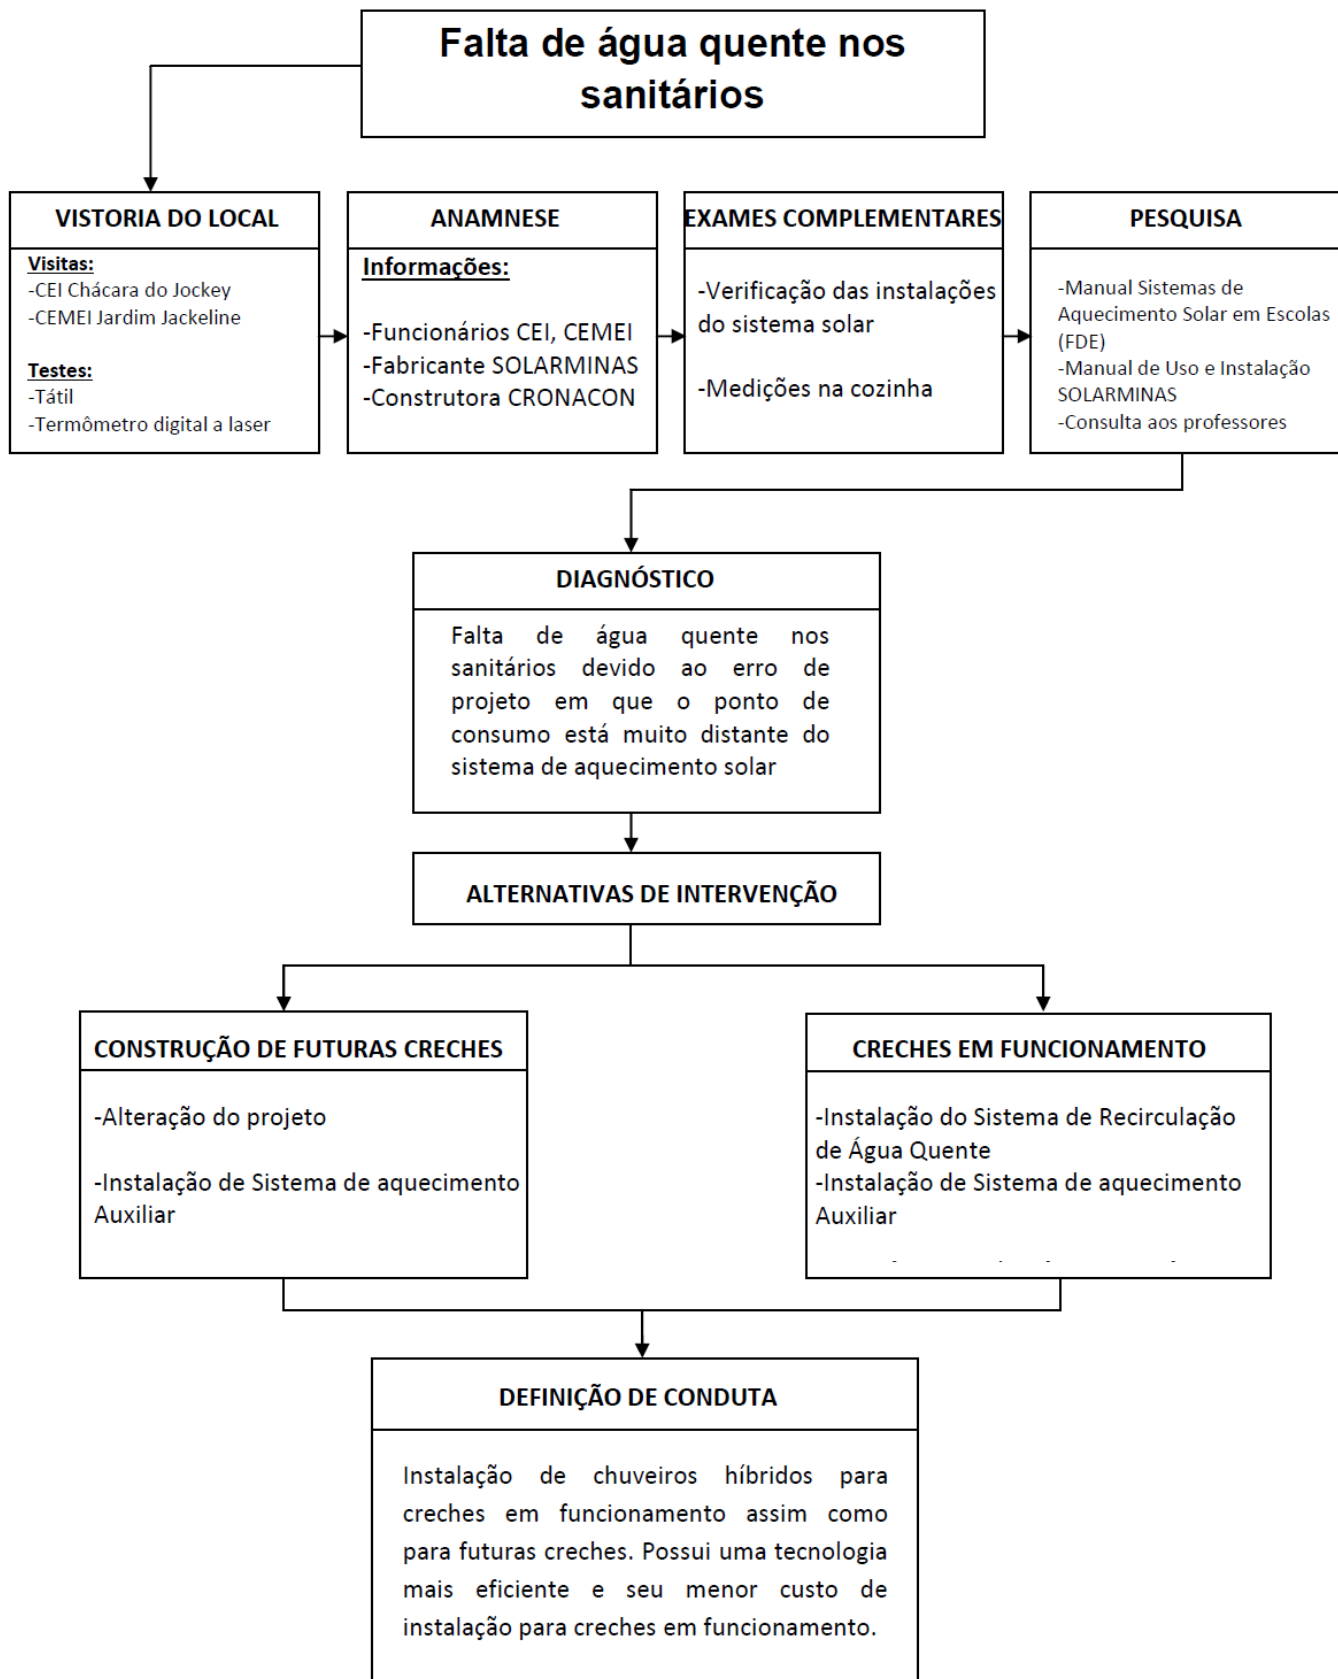 Falta de água quente nos
sanitários
VISTORIA DO LOCAL
Visitas:
-CEI Chácara do Jockey
-CEMEI Jardim Jackeline
Testes:
-Tátil
-Termômetro digital a laser
ANAMNESE
Informações:
-Funcionários CEI, CEMEI
-Fabricante SOLARMINAS
-Construtora CRONACON
EXAMES COMPLEMENTARES
-Verificação das instalações
do sistema solar
-Medições na cozinha
PESQUISA
-Manual Sistemas de
Aquecimento Solar em Escolas
(FDE)
-Manual de Uso e Instalação
SOLARMINAS
-Consulta aos professores
DIAGNÓSTICO
Falta de água quente nos
sanitários devido ao erro de
projeto em que o ponto de
consumo está muito distante do
sistema de aquecimento solar
ALTERNATIVAS DE INTERVENÇÃO
CONSTRUÇÃO DE FUTURAS CRECHES
-Alteração do projeto
-Instalação de Sistema de aquecimento
Auxiliar
CRECHES EM FUNCIONAMENTO
-Instalação do Sistema de Recirculação
de Água Quente
-Instalação de Sistema de aquecimento
Auxiliar
DEFINIÇÃO DE CONDUTA
Instalação de chuveiros híbridos para
creches em funcionamento assim como
para futuras creches. Possui uma tecnologia
mais eficiente e seu menor custo de
instalação para creches em funcionamento.